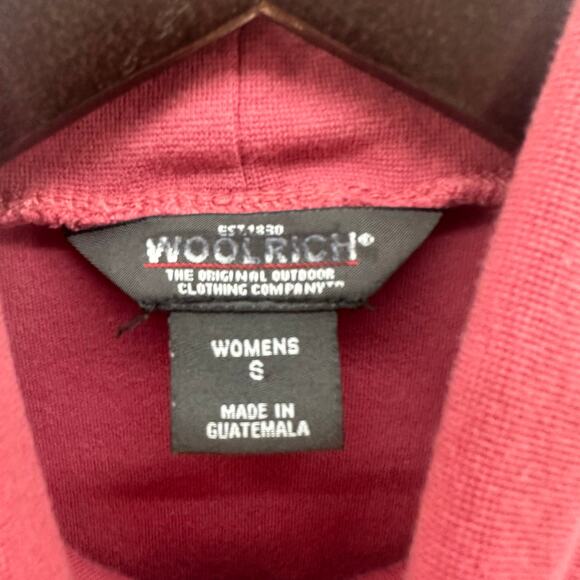 EST.1830
WOOLRICH®
THE ORIGINAL OUTDOOR
CLOTHING COMPANY™
WOMENS
S
MADE IN
GUATEMALA